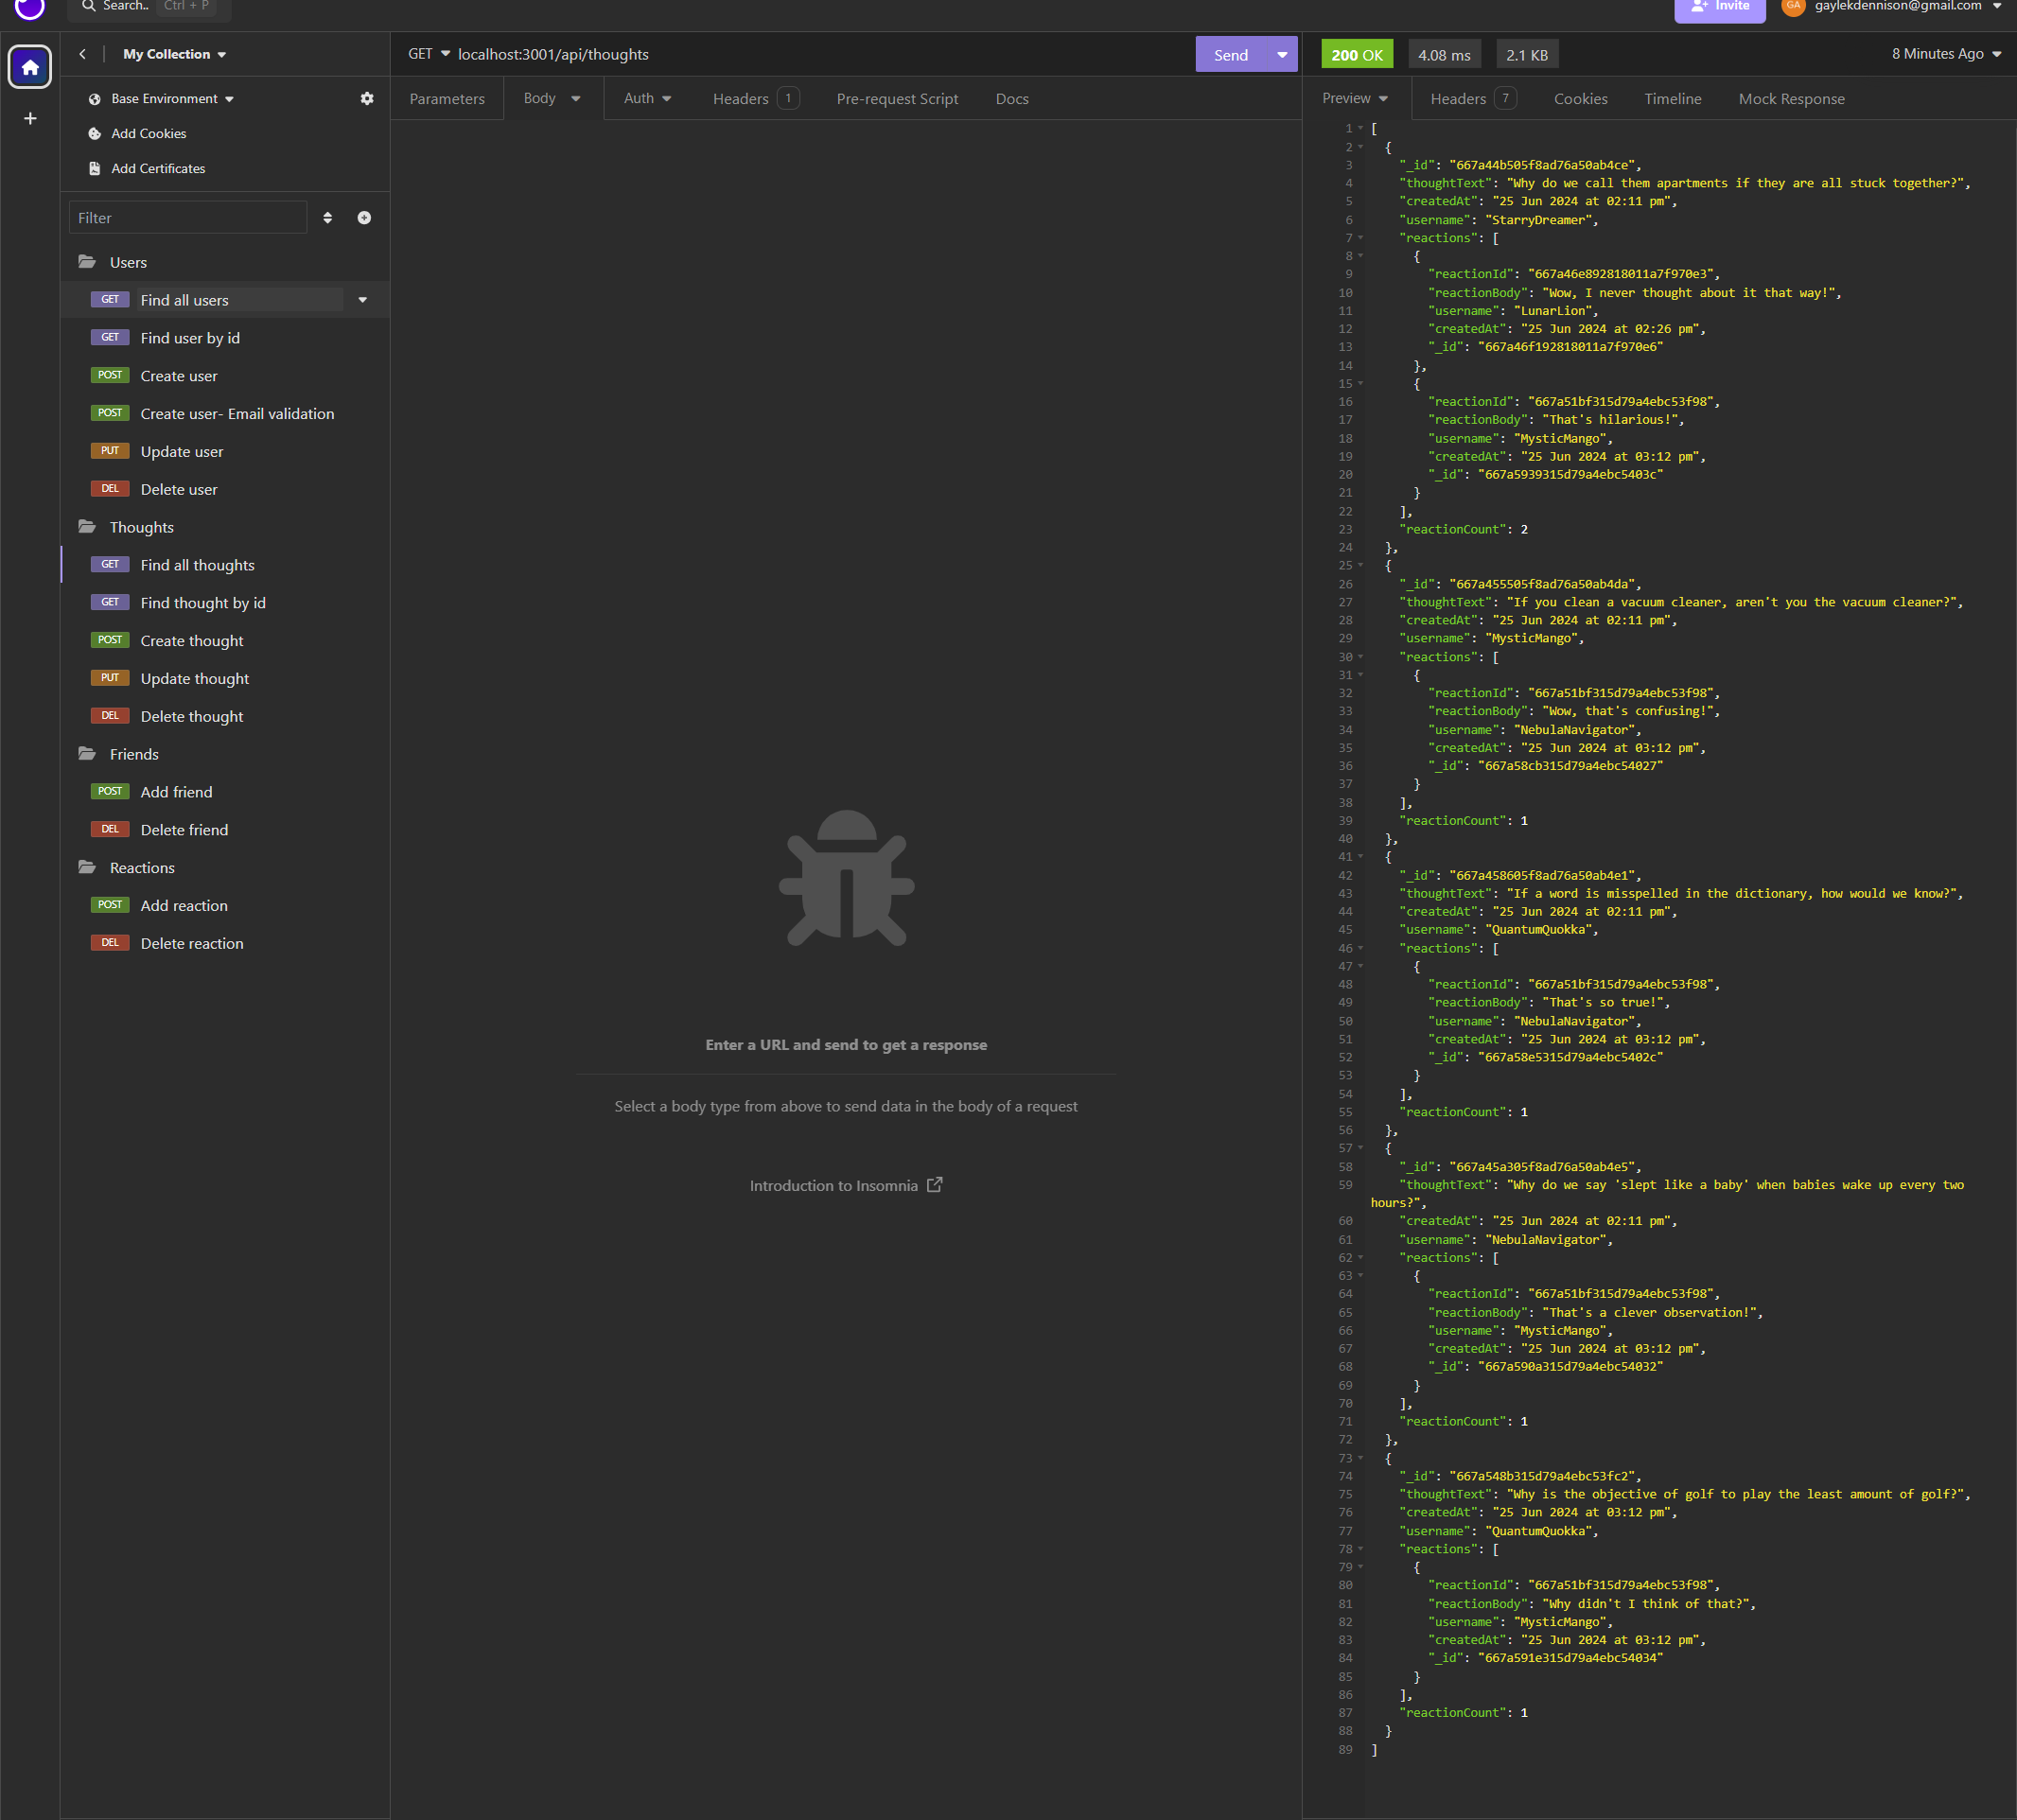 Search..
Ctrl + P
Invite
GA
gaylekdennison@gmail.com
My Collection
Base Environment
Add Cookies
Add Certificates
Filter
Users
GET Find all users
GET Find user by id
POST Create user
POST Create user- Email validation
PUT Update user
DEL Delete user
Thoughts
GET Find all thoughts
GET Find thought by id
POST Create thought
PUT Update thought
DEL Delete thought
Friends
POST Add friend
DEL Delete friend
Reactions
POST Add reaction
DEL Delete reaction
GET localhost:3001/api/thoughts
Send
Parameters Body Auth Headers 1 Pre-request Script Docs
Enter a URL and send to get a response
Select a body type from above to send data in the body of a request
Introduction to Insomnia
200 OK 4.08 ms 2.1 KB 8 Minutes Ago
Preview Headers 7 Cookies Timeline Mock Response
1 [
2 {
3 "_id": "667a44b505f8ad76a50ab4ce",
4 "thoughtText": "Why do we call them apartments if they are all stuck together?",
5 "createdAt": "25 Jun 2024 at 02:11 pm",
6 "username": "StarryDreamer",
7 "reactions": [
8 {
9 "reactionId": "667a46e892818011a7f970e3",
10 "reactionBody": "Wow, I never thought about it that way!",
11 "username": "LunarLion",
12 "createdAt": "25 Jun 2024 at 02:26 pm",
13 "_id": "667a46f192818011a7f970e6"
14 },
15 {
16 "reactionId": "667a51bf315d79a4ebc53f98",
17 "reactionBody": "That's hilarious!",
18 "username": "MysticMango",
19 "createdAt": "25 Jun 2024 at 03:12 pm",
20 "_id": "667a5939315d79a4ebc5403c"
21 }
22 ],
23 "reactionCount": 2
24 },
25 {
26 "_id": "667a455505f8ad76a50ab4da",
27 "thoughtText": "If you clean a vacuum cleaner, aren't you the vacuum cleaner?",
28 "createdAt": "25 Jun 2024 at 02:11 pm",
29 "username": "MysticMango",
30 "reactions": [
31 {
32 "reactionId": "667a51bf315d79a4ebc53f98",
33 "reactionBody": "Wow, that's confusing!",
34 "username": "NebulaNavigator",
35 "createdAt": "25 Jun 2024 at 03:12 pm",
36 "_id": "667a58cb315d79a4ebc54027"
37 }
38 ],
39 "reactionCount": 1
40 },
41 {
42 "_id": "667a458605f8ad76a50ab4e1",
43 "thoughtText": "If a word is misspelled in the dictionary, how would we know?",
44 "createdAt": "25 Jun 2024 at 02:11 pm",
45 "username": "QuantumQuokka",
46 "reactions": [
47 {
48 "reactionId": "667a51bf315d79a4ebc53f98",
49 "reactionBody": "That's so true!",
50 "username": "NebulaNavigator",
51 "createdAt": "25 Jun 2024 at 03:12 pm",
52 "_id": "667a58e5315d79a4ebc5402c"
53 }
54 ],
55 "reactionCount": 1
56 },
57 {
58 "_id": "667a45a305f8ad76a50ab4e5",
59 "thoughtText": "Why do we say 'slept like a baby' when babies wake up every two
hours?",
60 "createdAt": "25 Jun 2024 at 02:11 pm",
61 "username": "NebulaNavigator",
62 "reactions": [
63 {
64 "reactionId": "667a51bf315d79a4ebc53f98",
65 "reactionBody": "That's a clever observation!",
66 "username": "MysticMango",
67 "createdAt": "25 Jun 2024 at 03:12 pm",
68 "_id": "667a590a315d79a4ebc54032"
69 }
70 ],
71 "reactionCount": 1
72 },
73 {
74 "_id": "667a548b315d79a4ebc53fc2",
75 "thoughtText": "Why is the objective of golf to play the least amount of golf?",
76 "createdAt": "25 Jun 2024 at 03:12 pm",
77 "username": "QuantumQuokka",
78 "reactions": [
79 {
80 "reactionId": "667a51bf315d79a4ebc53f98",
81 "reactionBody": "Why didn't I think of that?",
82 "username": "MysticMango",
83 "createdAt": "25 Jun 2024 at 03:12 pm",
84 "_id": "667a591e315d79a4ebc54034"
85 }
86 ],
87 "reactionCount": 1
88 }
89 ]